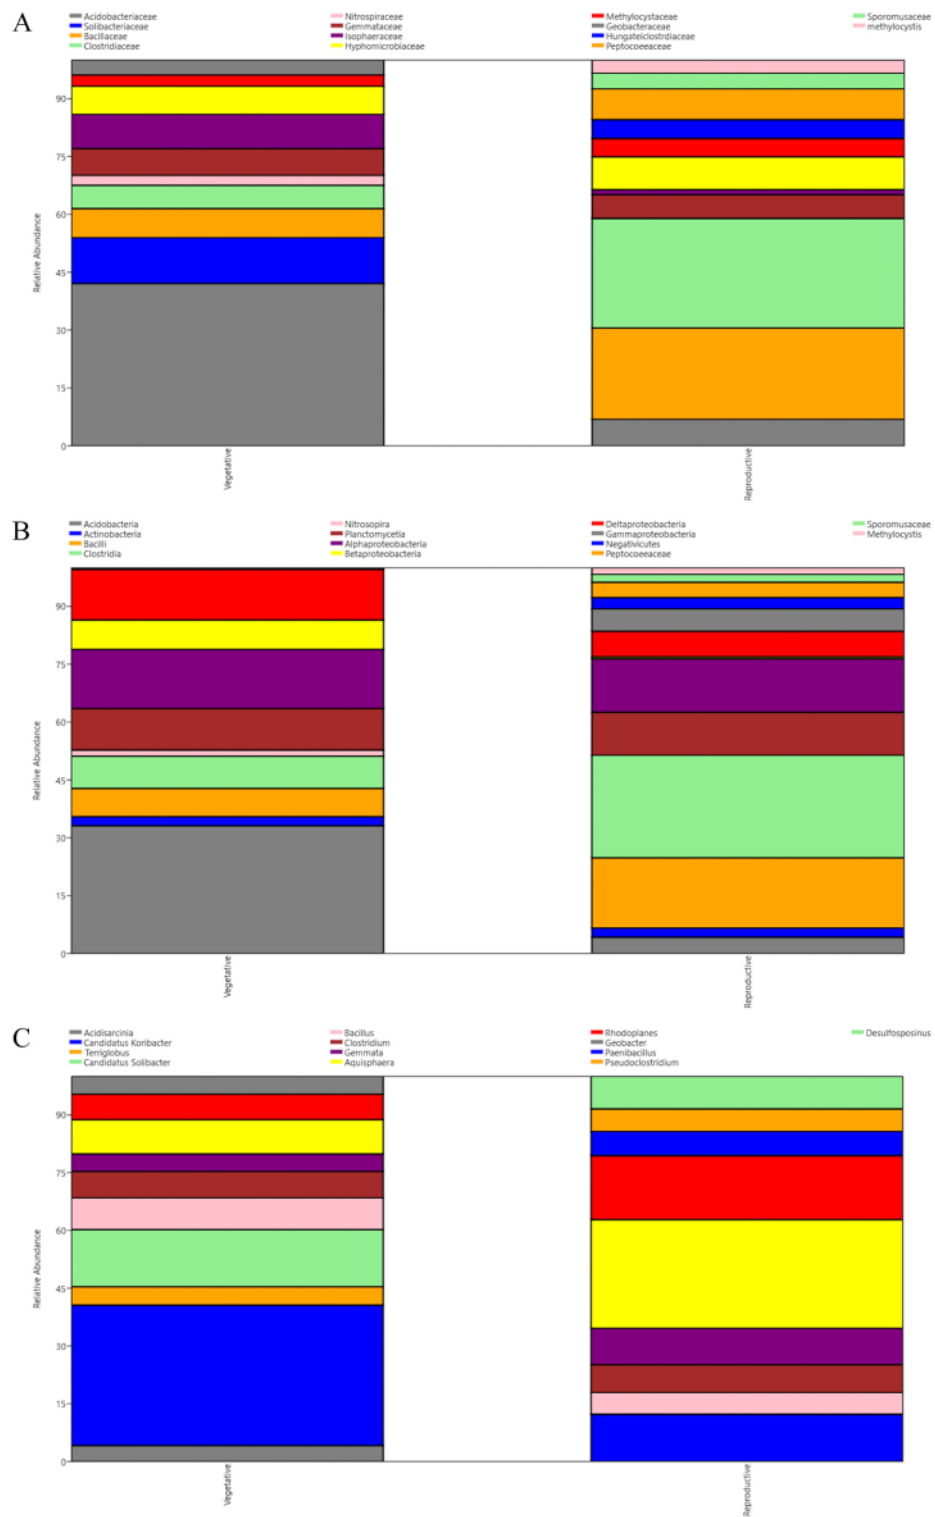 A
Acidobacteriaceae Nitrospiraceae Methylocystaceae Sporomusaceae
Solibacteriaceae Gemmataceae Geobacteraceae methylocystis
Bacillaceae Isophaeraceae Hungateiclostrdiaceae
Clostridiaceae Hyphomicrobiaceae Peptocoeeaceae
90
75
60
45
30
15
0
Relative Abundance
Vegetative Reproductive
B
Acidobacteria Nitrosopira Deltaproteobacteria Sporomusaceae
Actinobacteria Planctomycetia Gammaproteobacteria Methylocystis
Bacilli Alphaproteobacteria Negativicutes
Clostridia Betaproteobacteria Peptocoeeaceae
90
75
60
45
30
15
0
Relative Abundance
Vegetative Reproductive
C
Acidisarcinia Bacillus Rhodoplanes Desulfosposinus
Candidatus Koribacter Clostridium Geobacter
Terriglobus Gemmata Paenibacillus
Candidatus Solibacter Aquisphaera Pseudoclostridium
90
75
60
45
30
15
0
Relative Abundance
Vegetative Reproductive